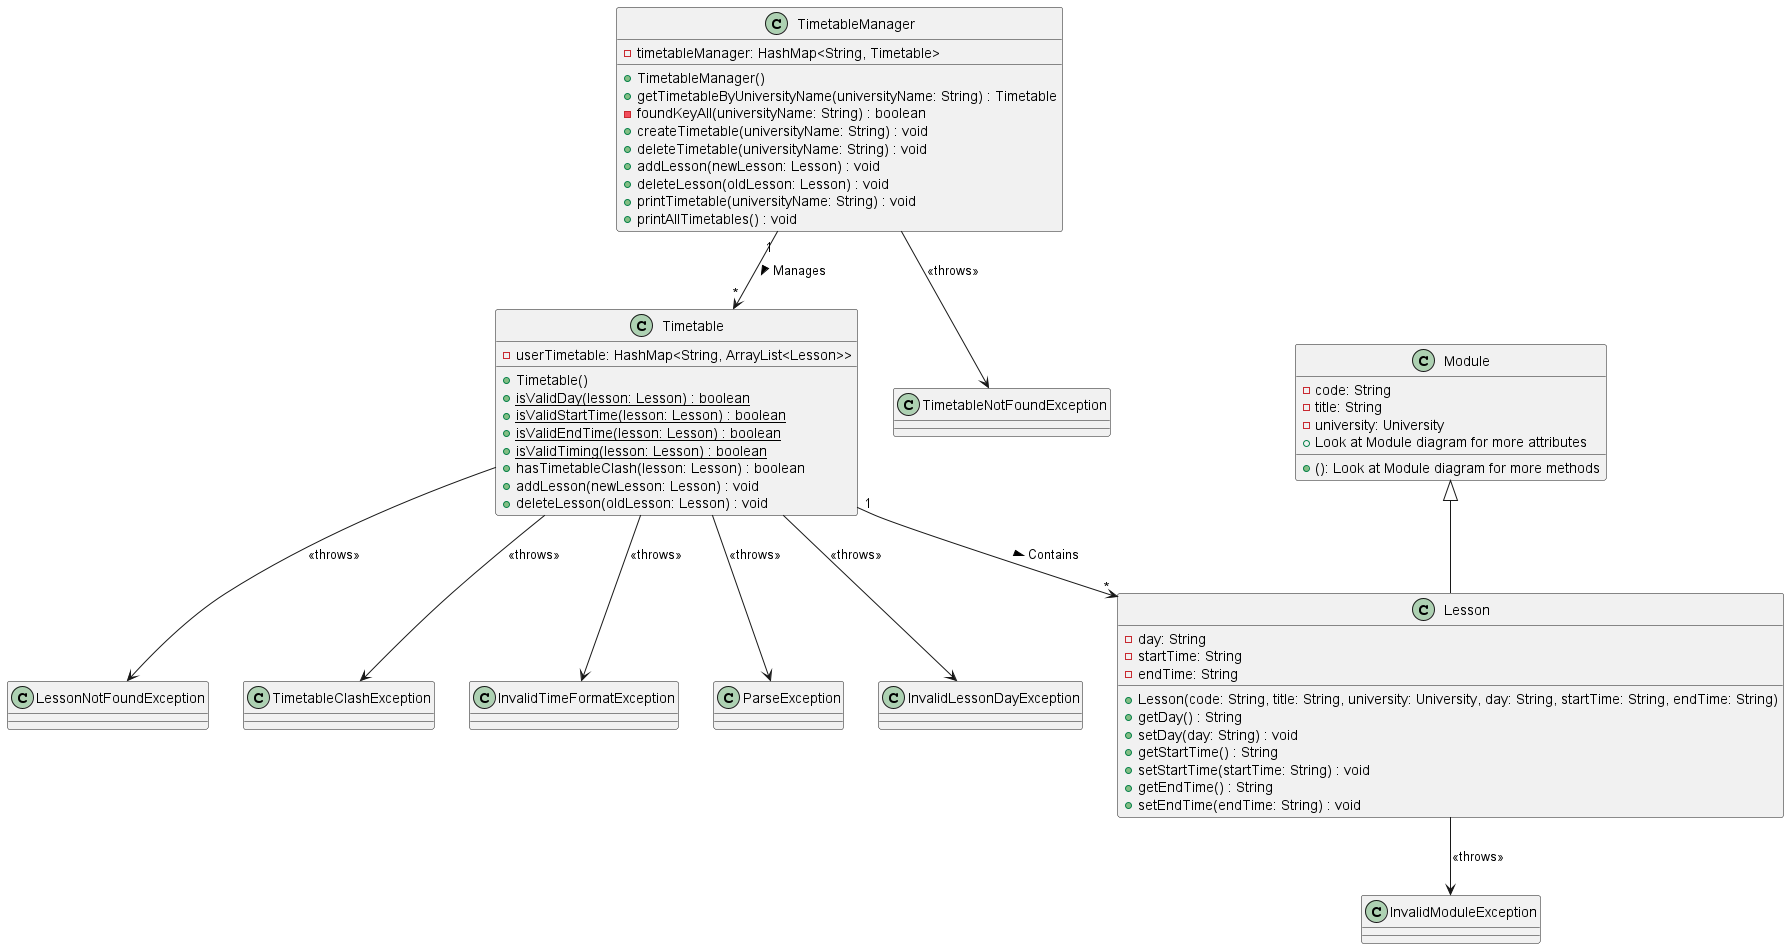 TimetableManager
timetableManager: HashMap<String, Timetable>
TimetableManager()
getTimetableByUniversityName(universityName: String) : Timetable
foundKeyAll(universityName: String) : boolean
createTimetable(universityName: String) : void
deleteTimetable(universityName: String) : void
addLesson(newLesson: Lesson) : void
deleteLesson(oldLesson: Lesson) : void
printTimetable(universityName: String) : void
printAllTimetables() : void
1
Manages
*
«throws»
Timetable
userTimetable: HashMap<String, ArrayList<Lesson>>
Timetable()
isValidDay(lesson: Lesson) : boolean
isValidStartTime(lesson: Lesson) : boolean
isValidEndTime(lesson: Lesson) : boolean
isValidTiming(lesson: Lesson) : boolean
hasTimetableClash(lesson: Lesson) : boolean
addLesson(newLesson: Lesson) : void
deleteLesson(oldLesson: Lesson) : void
TimetableNotFoundException
Module
code: String
title: String
university: University
Look at Module diagram for more attributes
(): Look at Module diagram for more methods
1
«throws»
«throws»
«throws»
«throws»
«throws»
Contains
*
Lesson
day: String
startTime: String
endTime: String
Lesson(code: String, title: String, university: University, day: String, startTime: String, endTime: String)
getDay() : String
setDay(day: String) : void
getStartTime() : String
setStartTime(startTime: String) : void
getEndTime() : String
setEndTime(endTime: String) : void
LessonNotFoundException
TimetableClashException
InvalidTimeFormatException
ParseException
InvalidLessonDayException
«throws»
InvalidModuleException